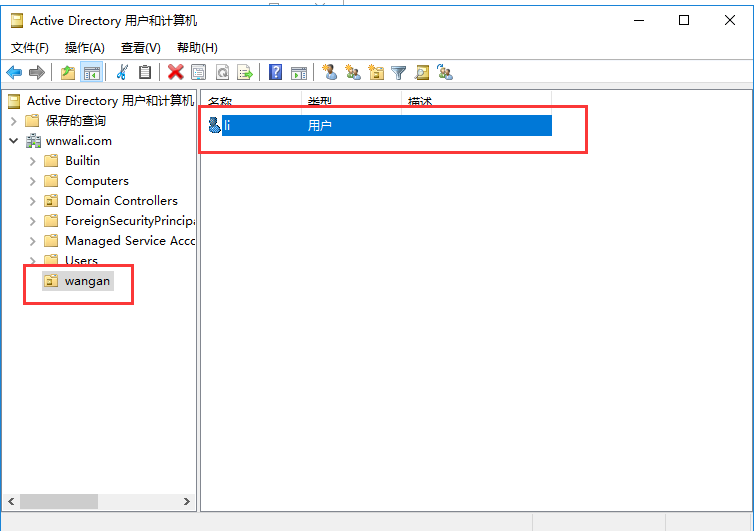 Active Directory 用户和计算机
文件(F) 操作(A) 查看(V) 帮助(H)
Active Directory 用户和计算机
保存的查询
wnwali.com
Builtin
Computers
Domain Controllers
ForeignSecurityPrincipa
Managed Service Acco
Users
wangan
名称 类型 描述
li 用户